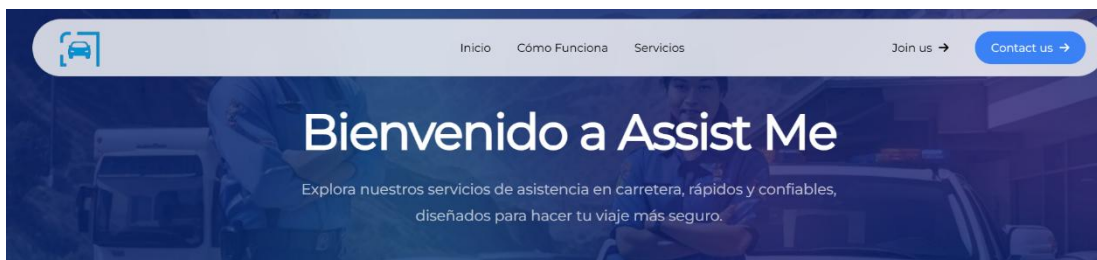 Inicio Cómo Funciona Servicios Join us → Contact us →
Bienvenido a Assist Me
Explora nuestros servicios de asistencia en carretera, rápidos y confiables,
diseñados para hacer tu viaje más seguro.